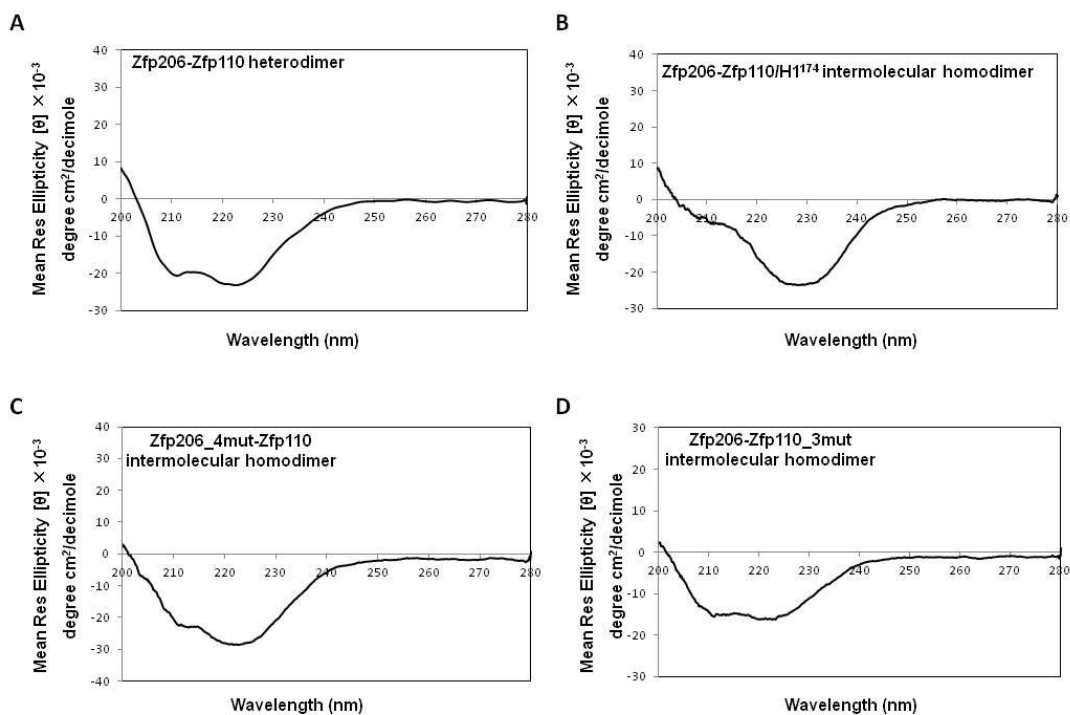 A
Zfp206-Zfp110 heterodimer
Mean Res Ellipticity [θ] × 10⁻³
degree cm²/decimole
40
30
20
10
0
-10
-20
-30
200 210 220 230 240 250 260 270 280
Wavelength (nm)
B
Zfp206-Zfp110/H1¹⁷⁴ intermolecular homodimer
Mean Res Ellipticity [θ] × 10⁻³
degree cm²/decimole
40
30
20
10
0
-10
-20
-30
200 210 220 230 240 250 260 270 280
Wavelength (nm)
C
Zfp206_4mut-Zfp110
intermolecular homodimer
Mean Res Ellipticity [θ] × 10⁻³
degree cm²/decimole
40
30
20
10
0
-10
-20
-30
-40
200 210 220 230 240 250 260 270 280
Wavelength (nm)
D
Zfp206-Zfp110_3mut
intermolecular homodimer
Mean Res Ellipticity [θ] × 10⁻³
degree cm²/decimole
30
20
10
0
-10
-20
-30
200 210 220 230 240 250 260 270 280
Wavelength (nm)